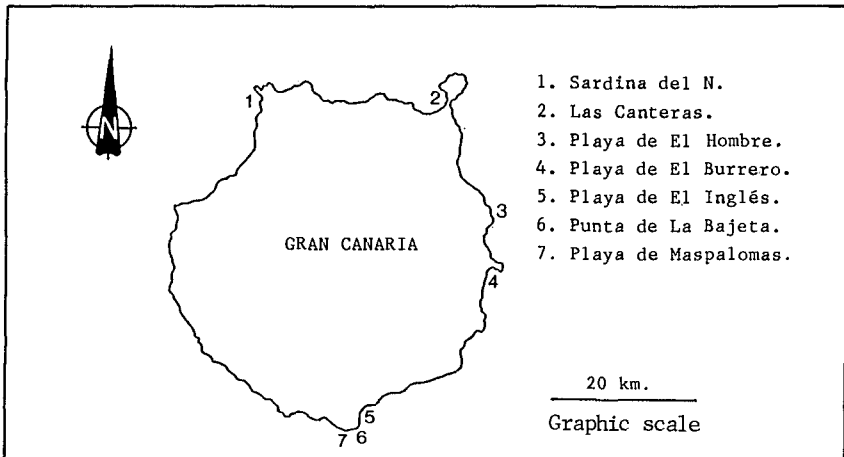 N
1
2
3
4
5
6
7
GRAN CANARIA
1. Sardina del N.
2. Las Canteras.
3. Playa de El Hombre.
4. Playa de El Burrero.
5. Playa de El Inglés.
6. Punta de La Bajeta.
7. Playa de Maspalomas.
20 km.
Graphic scale